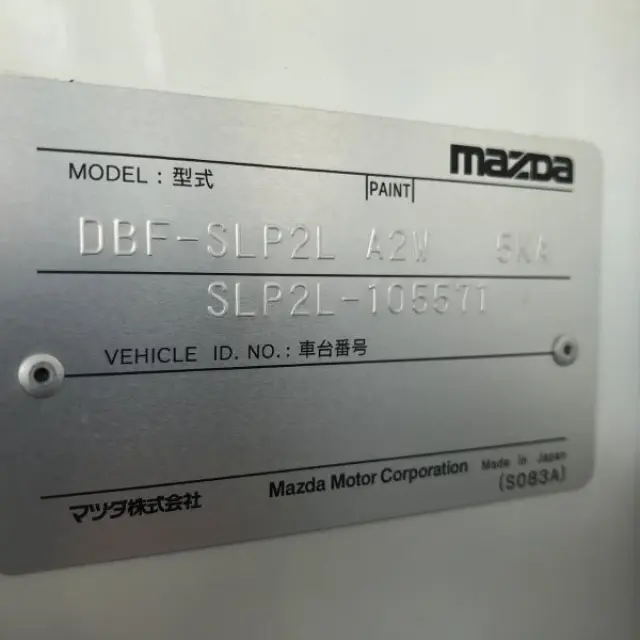 mazda
MODEL : 型式 PAINT
DBF-SLP2L A2W 5KA
SLP2L-105571
VEHICLE ID. NO. : 車台番号
マツダ株式会社 Mazda Motor Corporation Made in Japan
(S083A)